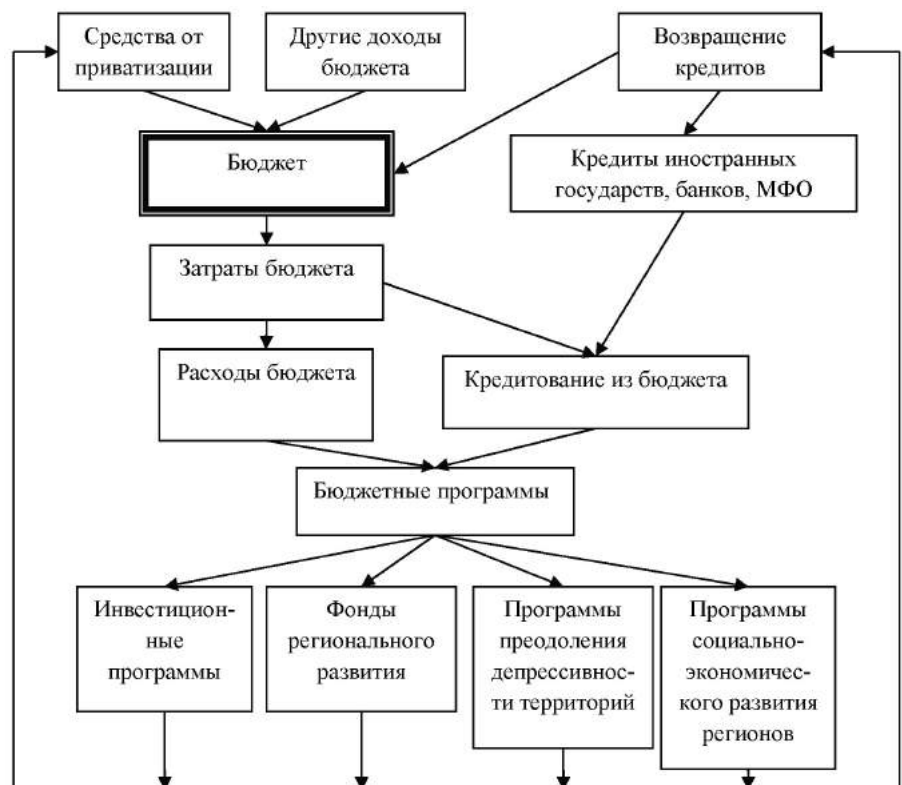 Средства от
приватизации
Другие доходы
бюджета
Возвращение
кредитов
Бюджет
Кредиты иностранных
государств, банков, МФО
Затраты бюджета
Расходы бюджета
Кредитование из бюджета
Бюджетные программы
Инвестицион-
ные
программы
Фонды
регионального
развития
Программы
преодоления
депрессивнос-
ти территорий
Программы
социально-
экономичес-
кого развития
регионов